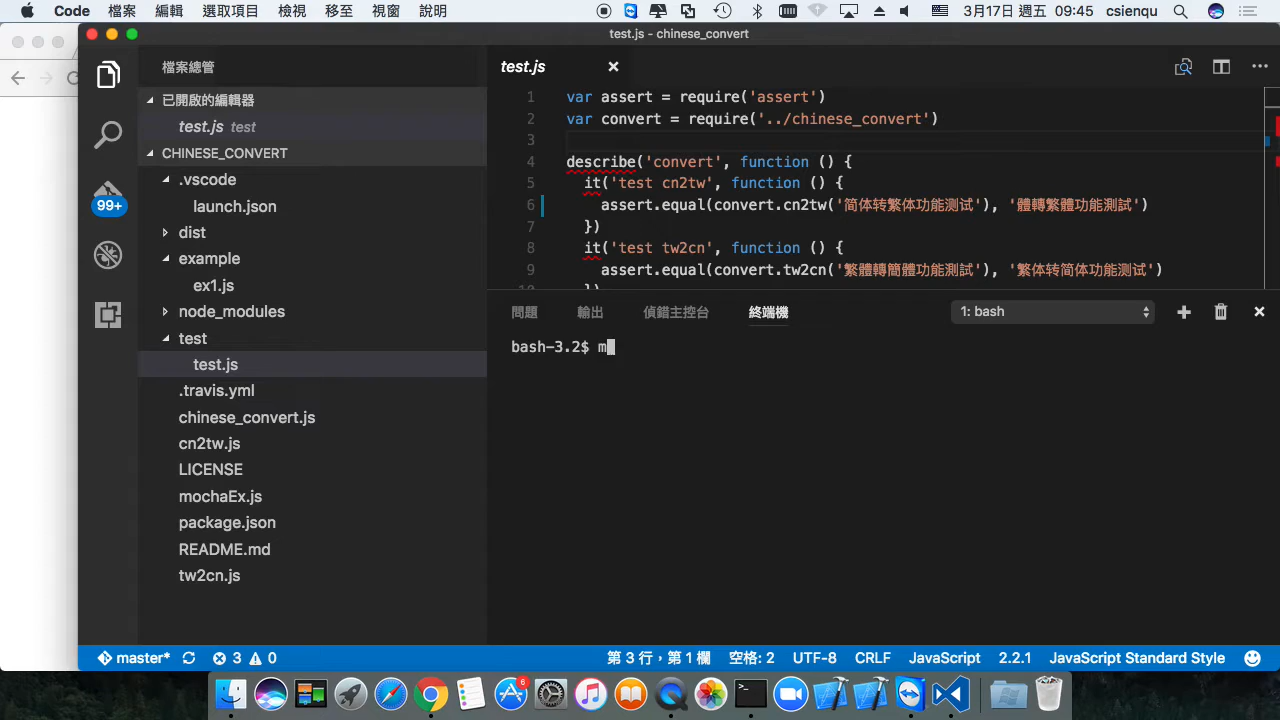 Code 檔案 編輯 選取項目 檢視 移至 視窗 說明 3月17日 週五 09:45 csienqu
test.js - chinese_convert
檔案總管
已開啟的編輯器
test.js test
CHINESE_CONVERT
.vscode
launch.json
dist
example
ex1.js
node_modules
test
test.js
.travis.yml
chinese_convert.js
cn2tw.js
LICENSE
mochaEx.js
package.json
README.md
tw2cn.js
99+
test.js
1 var assert = require('assert')
2 var convert = require('../chinese_convert')
3
4 describe('convert', function () {
5 it('test cn2tw', function () {
6 assert.equal(convert.cn2tw('简体转繁体功能测试'), '體轉繁體功能測試')
7 })
8 it('test tw2cn', function () {
9 assert.equal(convert.tw2cn('繁體轉簡體功能測試'), '繁体转简体功能测试')
問題 輸出 偵錯主控台 終端機 1: bash
bash-3.2$ m
master* 3 0 第 3 行，第 1 欄 空格: 2 UTF-8 CRLF JavaScript 2.2.1 JavaScript Standard Style
6